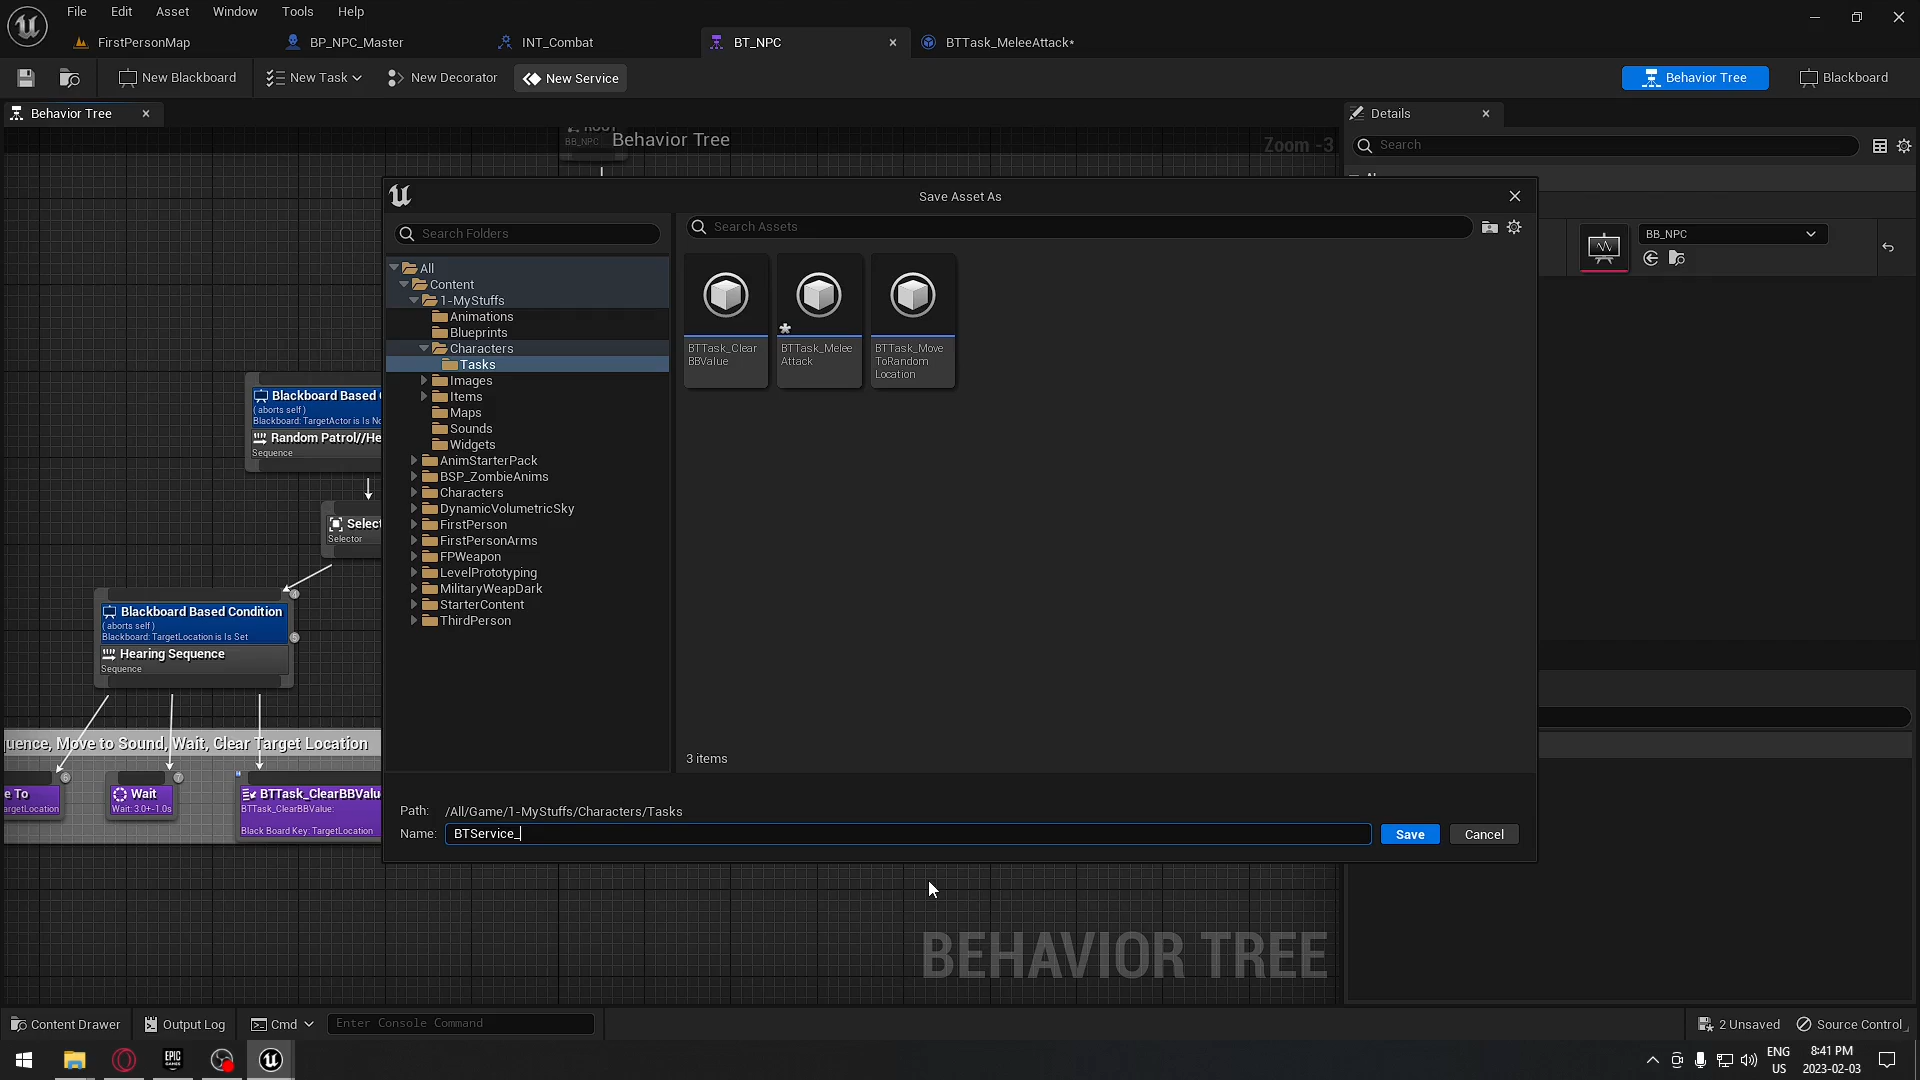 File Edit Asset Window Tools Help
FirstPersonMap BP_NPC_Master INT_Combat BT_NPC BTTask_MeleeAttack*
New Blackboard New Task New Decorator New Service Behavior Tree Blackboard
Behavior Tree
Details
BB_NPC
Behavior Tree
Zoom -3
Search
Save Asset As
Search Folders
Search Assets
BB_NPC
All
Content
1-MyStuffs
Animations
Blueprints
Characters
Tasks
Images
Items
Maps
Sounds
Widgets
AnimStarterPack
BSP_ZombieAnims
Characters
DynamicVolumetricSky
FirstPerson
FirstPersonArms
FPWeapon
LevelPrototyping
MilitaryWeapDark
StarterContent
ThirdPerson
BTTask_Clear
BBValue
BTTask_Melee
Attack
BTTask_Move
ToRandom
Location
3 items
Path: /All/Game/1-MyStuffs/Characters/Tasks
Name: BTService_
Save
Cancel
Blackboard Based
( aborts self )
Blackboard: TargetActor is Is
Random Patrol//He
Sequence
Select
Selector
Blackboard Based Condition
( aborts self )
Blackboard: TargetLocation is Is Set
Hearing Sequence
Sequence
uence, Move to Sound, Wait, Clear Target Location
e To
argetLocation
Wait
Wait: 3.0+-1.0s
BTTask_ClearBBValu
BTTask_ClearBBValue:
Black Board Key: TargetLocation
BEHAVIOR TREE
Content Drawer Output Log Cmd Enter Console Command 2 Unsaved Source Control
EPIC
GAMES
ENG
US
8:41 PM
2023-02-03